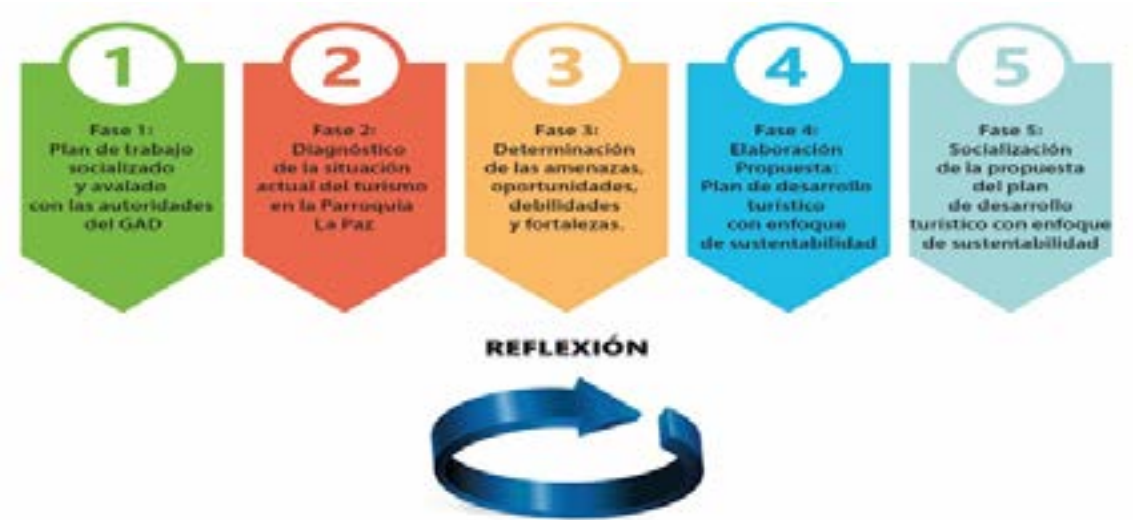 1
Fase 1:
Plan de trabajo
socializado
y avalado
con las autoridades
del GAD
2
Fase 2:
Diagnóstico
de la situación
actual del turismo
en la Parroquia
La Paz
3
Fase 3:
Determinación
de las amenazas,
oportunidades,
debilidades
y fortalezas.
4
Fase 4:
Elaboración
Propuesta:
Plan de desarrollo
turístico
con enfoque
de sustentabilidad
5
Fase 5:
Socialización
de la propuesta
del plan
de desarrollo
turístico con enfoque
de sustentabilidad
REFLEXIÓN